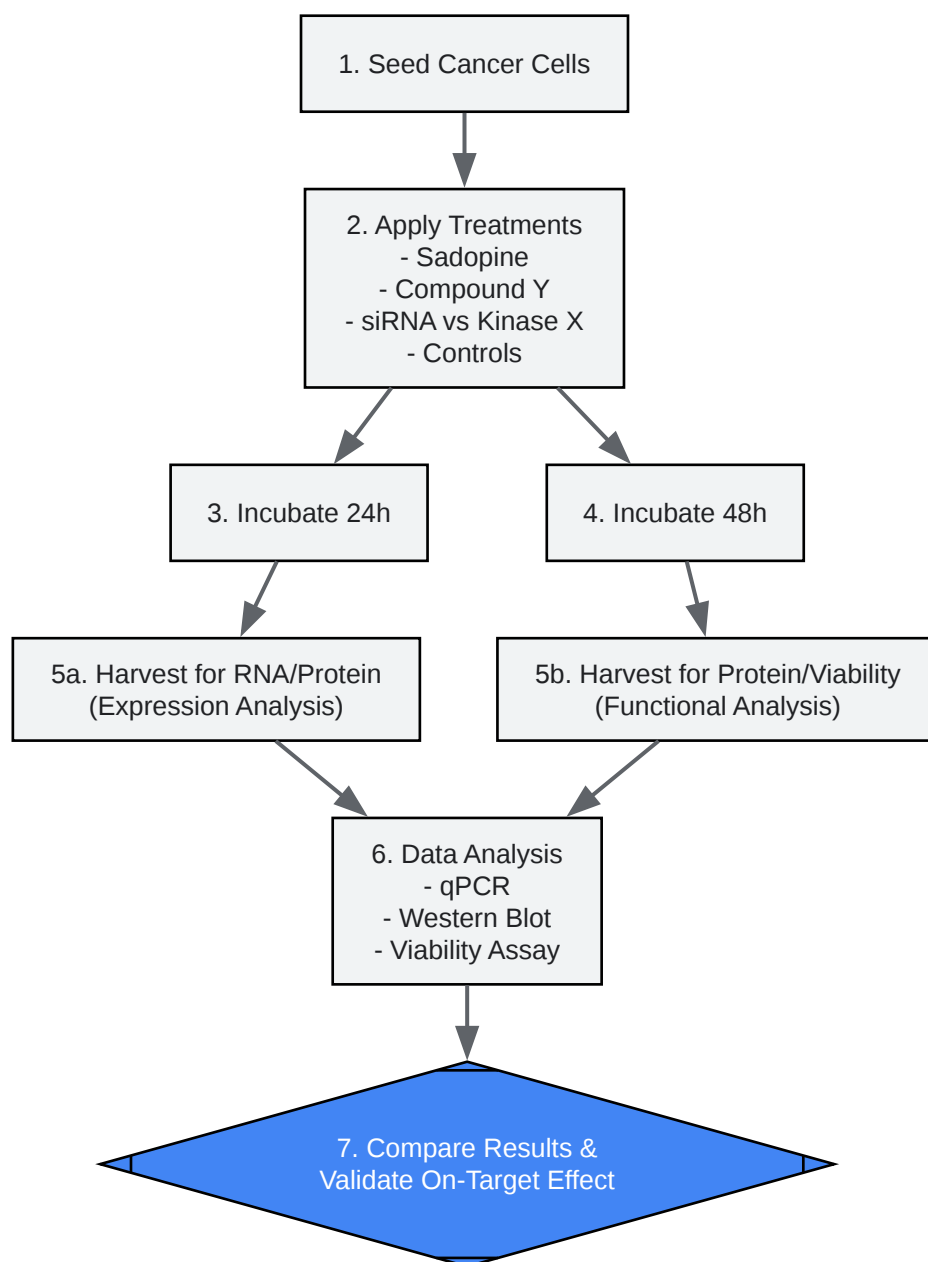 1. Seed Cancer Cells
2. Apply Treatments
- Sadopine
- Compound Y
- siRNA vs Kinase X
- Controls
3. Incubate 24h
4. Incubate 48h
5a. Harvest for RNA/Protein
(Expression Analysis)
5b. Harvest for Protein/Viability
(Functional Analysis)
6. Data Analysis
- qPCR
- Western Blot
- Viability Assay
7. Compare Results &
Validate On-Target Effect